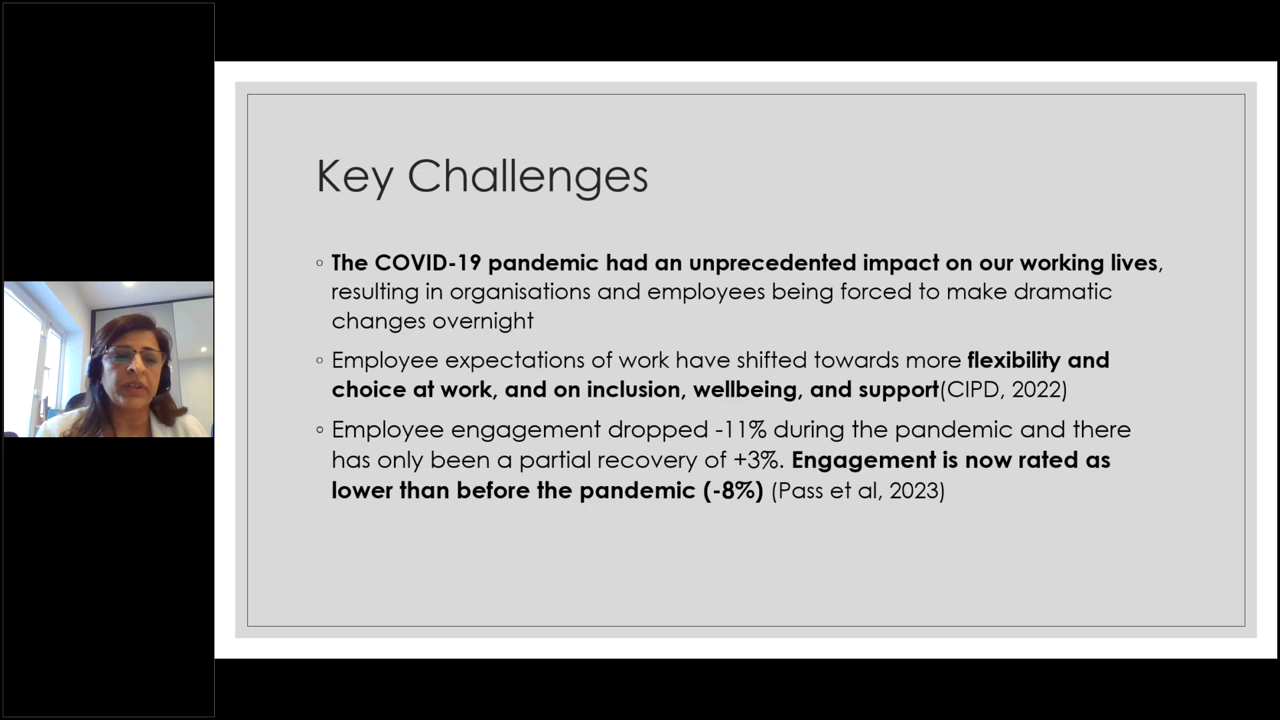 Key Challenges
◦ The COVID-19 pandemic had an unprecedented impact on our working lives,
resulting in organisations and employees being forced to make dramatic
changes overnight
◦ Employee expectations of work have shifted towards more flexibility and
choice at work, and on inclusion, wellbeing, and support(CIPD, 2022)
◦ Employee engagement dropped -11% during the pandemic and there
has only been a partial recovery of +3%. Engagement is now rated as
lower than before the pandemic (-8%) (Pass et al, 2023)